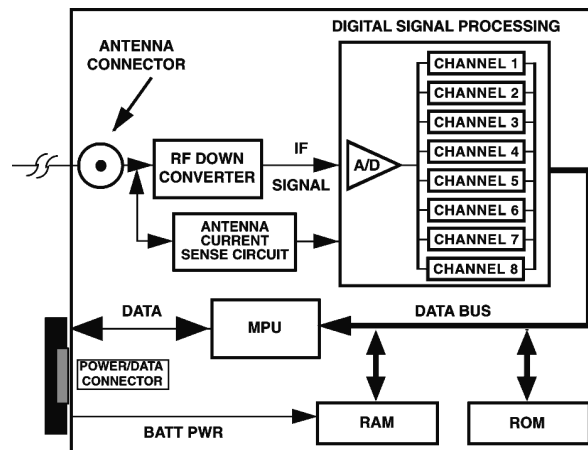 DIGITAL SIGNAL PROCESSING
ANTENNA
CONNECTOR
CHANNEL 1
CHANNEL 2
CHANNEL 3
CHANNEL 4
CHANNEL 5
CHANNEL 6
CHANNEL 7
CHANNEL 8
A/D
RF DOWN
CONVERTER
IF
SIGNAL
ANTENNA
CURRENT
SENSE CIRCUIT
DATA
MPU
DATA BUS
POWER/DATA
CONNECTOR
BATT PWR
RAM
ROM